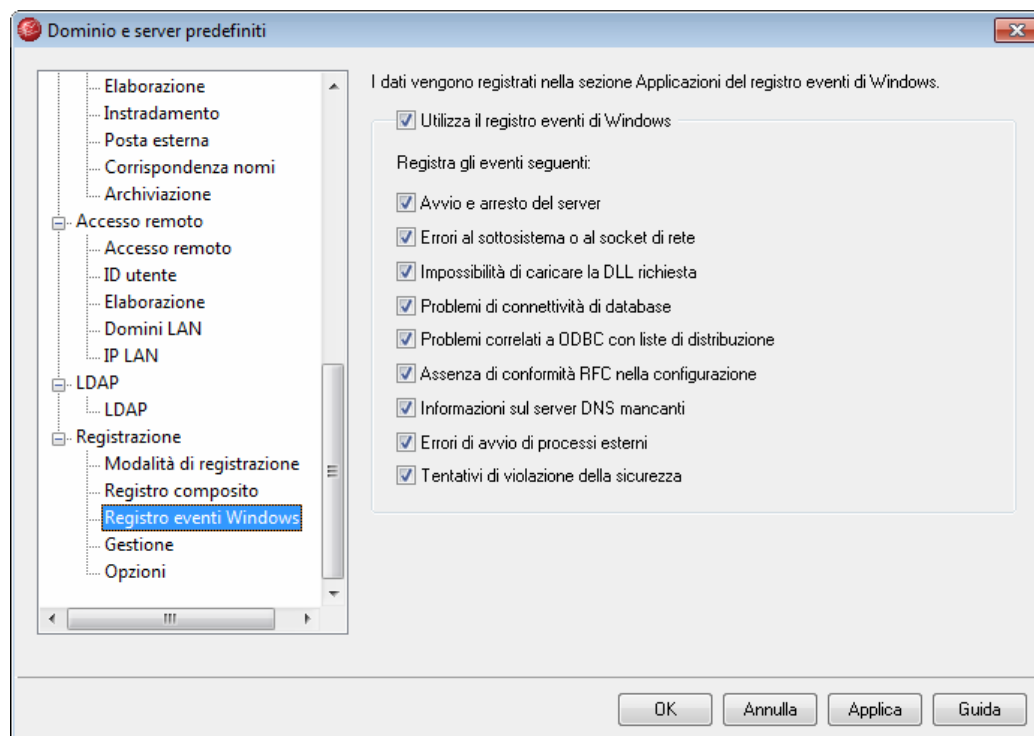 Dominio e server predefiniti
Elaborazione
Instradamento
Posta esterna
Corrispondenza nomi
Archiviazione
Accesso remoto
Accesso remoto
ID utente
Elaborazione
Domini LAN
IP LAN
LDAP
LDAP
Registrazione
Modalità di registrazione
Registro composito
Registro eventi Windows
Gestione
Opzioni
I dati vengono registrati nella sezione Applicazioni del registro eventi di Windows.
Utilizza il registro eventi di Windows
Registra gli eventi seguenti:
Avvio e arresto del server
Errori al sottosistema o al socket di rete
Impossibilità di caricare la DLL richiesta
Problemi di connettività di database
Problemi correlati a ODBC con liste di distribuzione
Assenza di conformità RFC nella configurazione
Informazioni sul server DNS mancanti
Errori di avvio di processi esterni
Tentativi di violazione della sicurezza
OK
Annulla
Applica
Guida